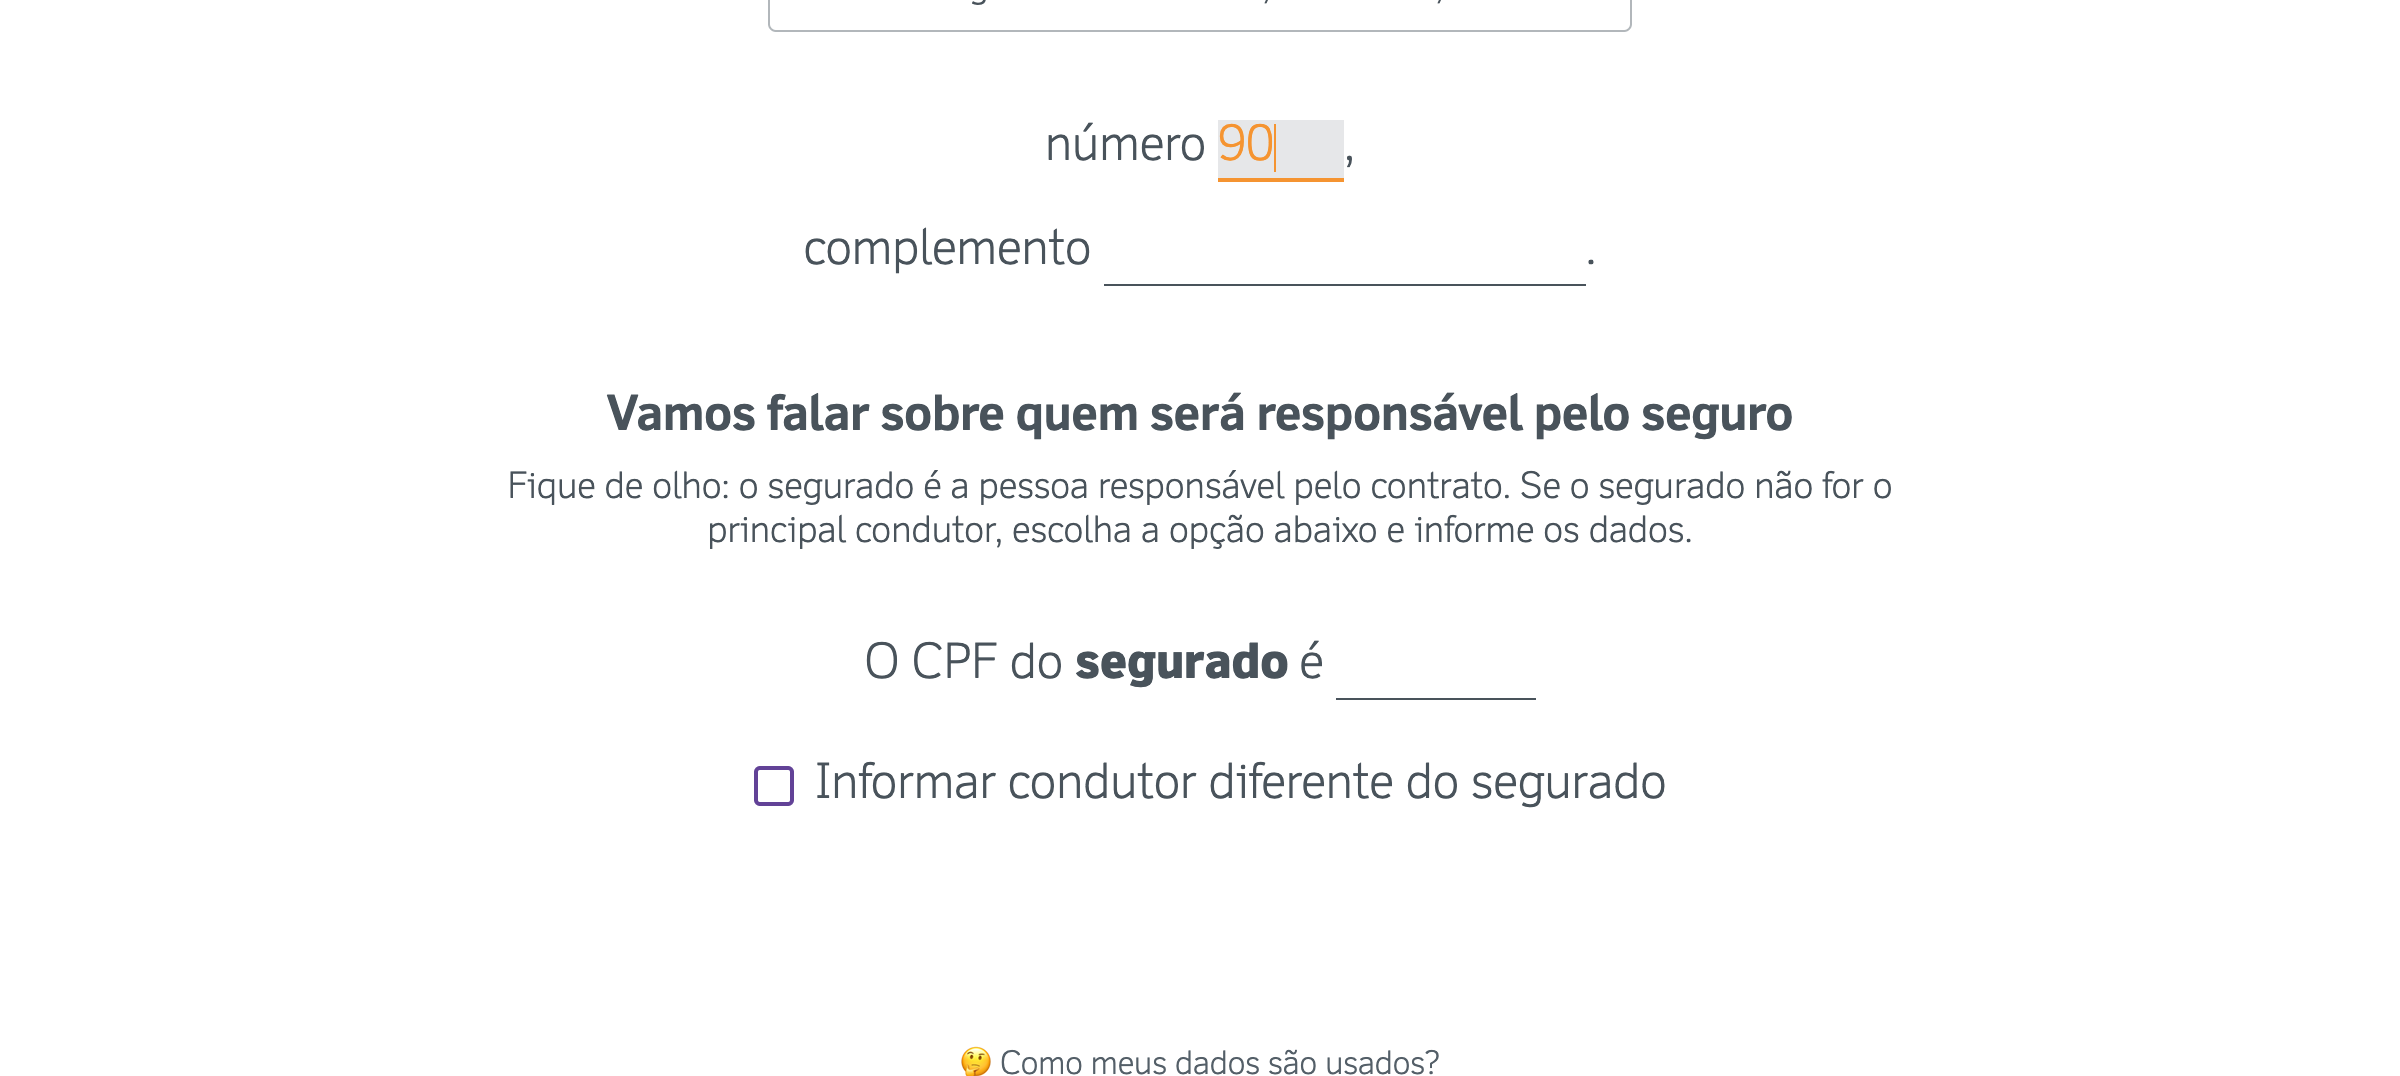 número 90,
complemento .
Vamos falar sobre quem será responsável pelo seguro
Fique de olho: o segurado é a pessoa responsável pelo contrato. Se o segurado não for o
principal condutor, escolha a opção abaixo e informe os dados.
O CPF do segurado é
Informar condutor diferente do segurado
🤔 Como meus dados são usados?